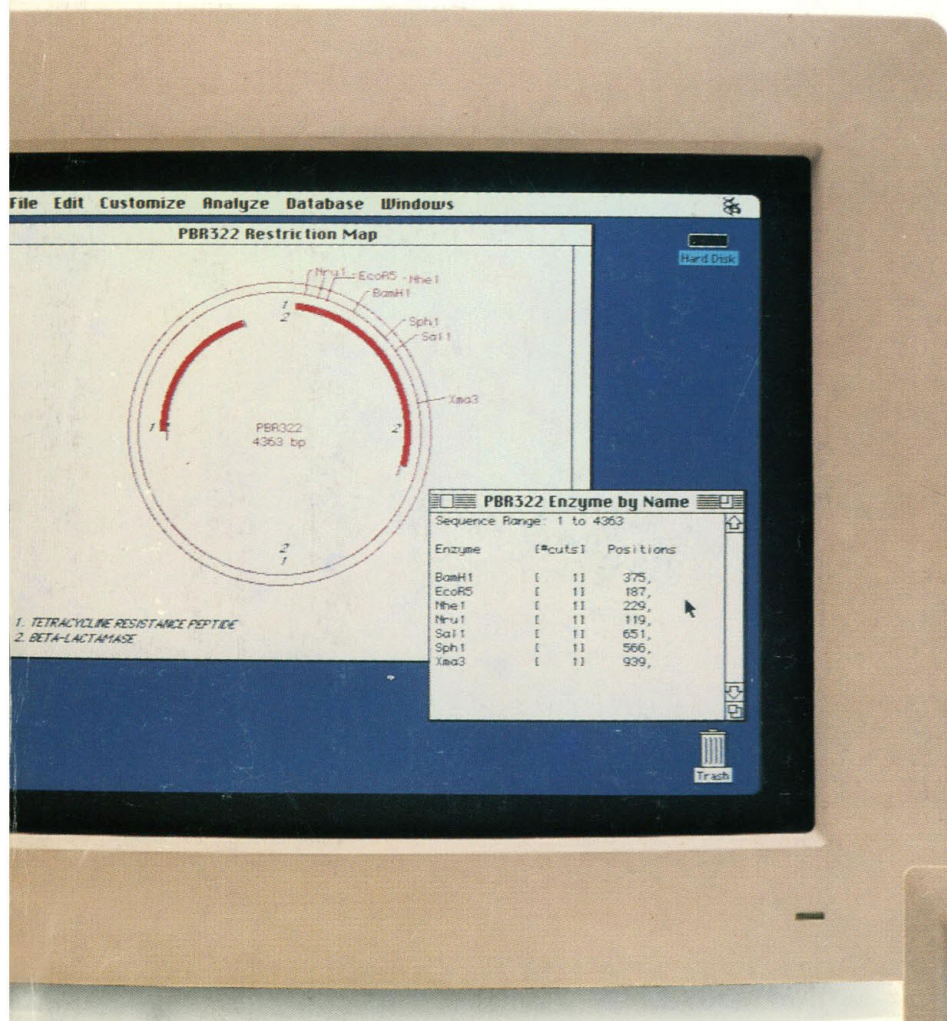 File Edit Customize Analyze Database Windows
PBR322 Restriction Map
Hard Disk
Nru1 EcoR5 Nhe1
BamH1
Sph1
Sal1
Xma3
1
2
1
2
PBR322
4363 bp
2
1
1. TETRACYCLINE RESISTANCE PEPTIDE
2. BETA-LACTAMASE
PBR322 Enzyme by Name
Sequence Range: 1 to 4363
Enzyme [#cuts] Positions
BamH1 [ 1] 375,
EcoR5 [ 1] 187,
Nhe1 [ 1] 229,
Nru1 [ 1] 119,
Sal1 [ 1] 651,
Sph1 [ 1] 566,
Xma3 [ 1] 939,
Trash